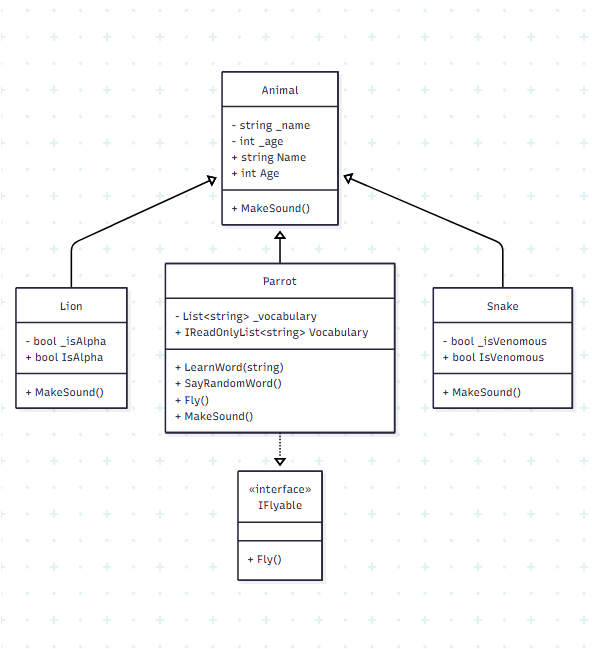 Animal
- string _name
- int _age
+ string Name
+ int Age
+ MakeSound()
Lion
- bool _isAlpha
+ bool IsAlpha
+ MakeSound()
Parrot
- List<string> _vocabulary
+ IReadOnlyList<string> Vocabulary
+ LearnWord(string)
+ SayRandomWord()
+ Fly()
+ MakeSound()
Snake
- bool _isVenomous
+ bool IsVenomous
+ MakeSound()
«interface»
IFlyable
+ Fly()